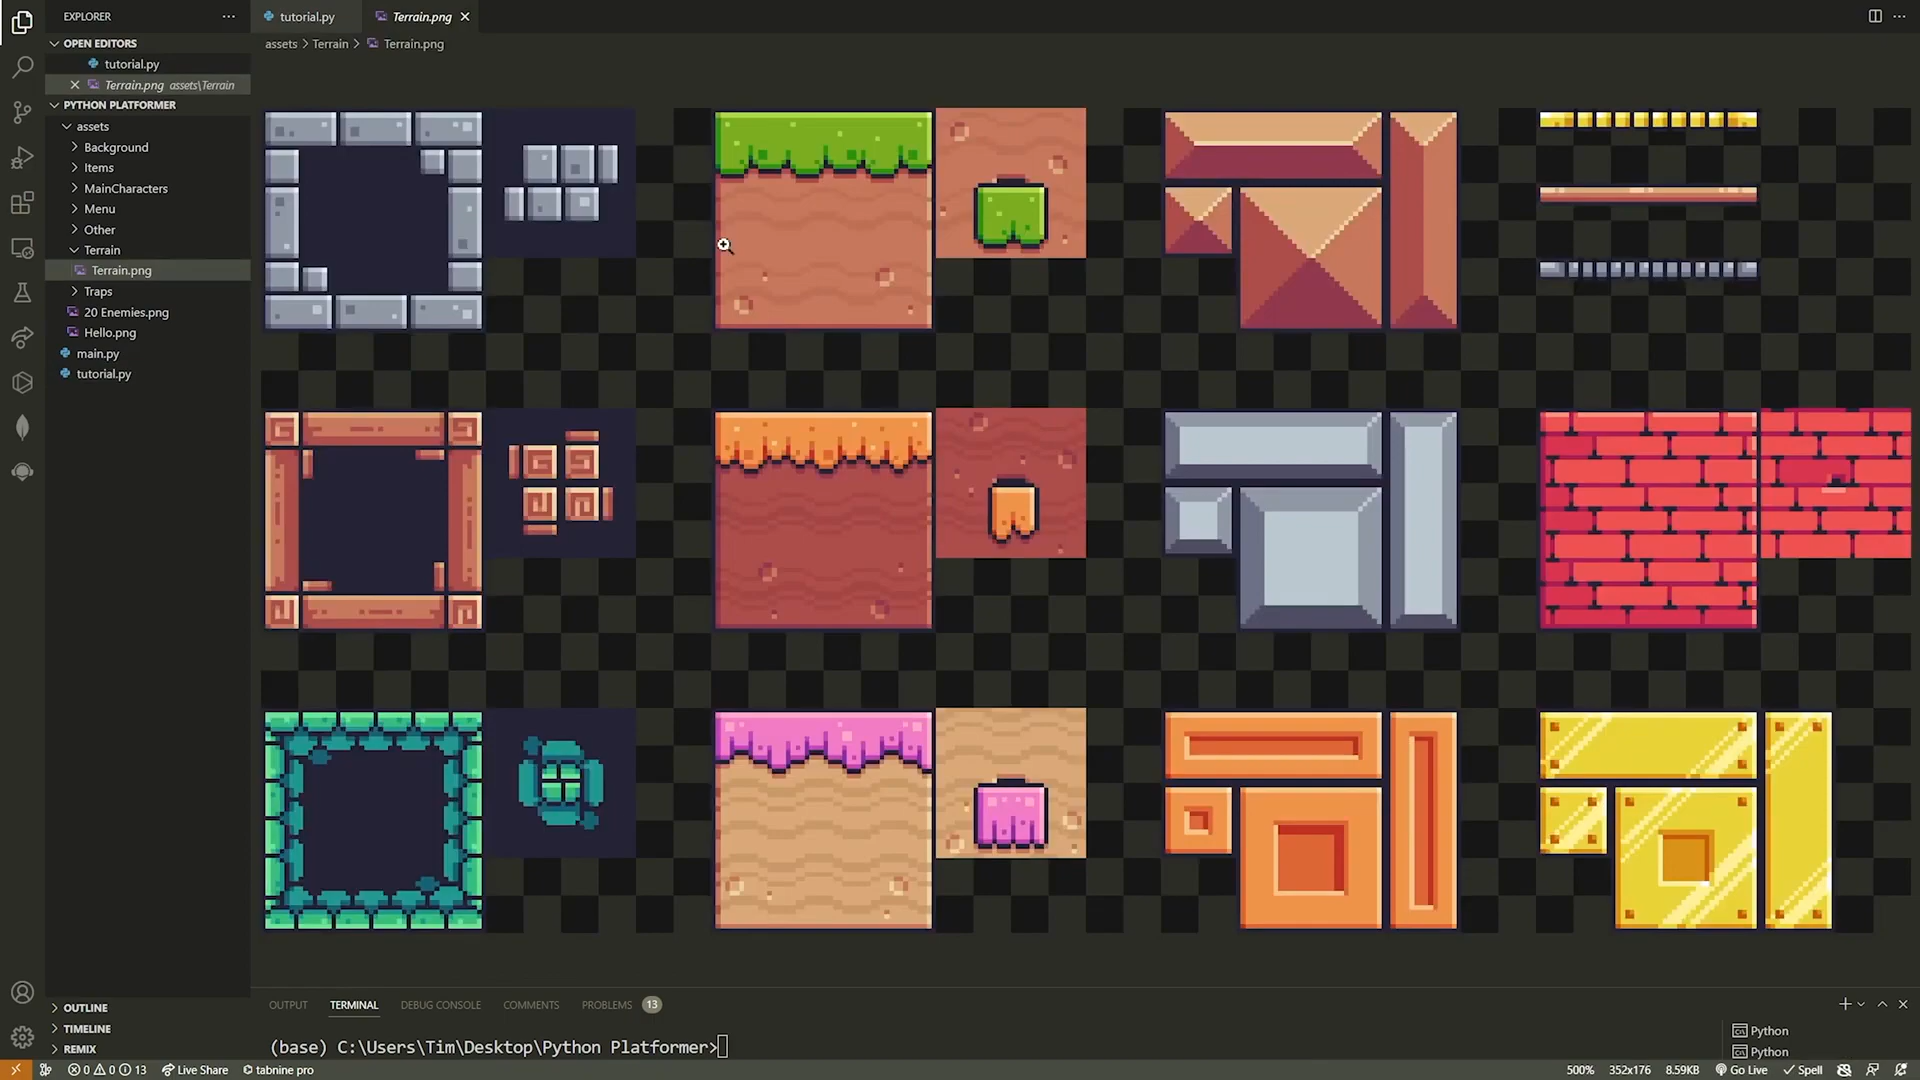 EXPLORER
OPEN EDITORS
tutorial.py
Terrain.png assets\Terrain
PYTHON PLATFORMER
assets
Background
Items
MainCharacters
Menu
Other
Terrain
Terrain.png
Traps
20 Enemies.png
Hello.png
main.py
tutorial.py
OUTLINE
TIMELINE
REMIX
tutorial.py
Terrain.png
assets > Terrain > Terrain.png
OUTPUT
TERMINAL
DEBUG CONSOLE
COMMENTS
PROBLEMS
13
(base) C:\Users\Tim\Desktop\Python Platformer>
Python
Python
0 0 13
Live Share
tabnine pro
500%
352x176
8.59KB
Go Live
Spell